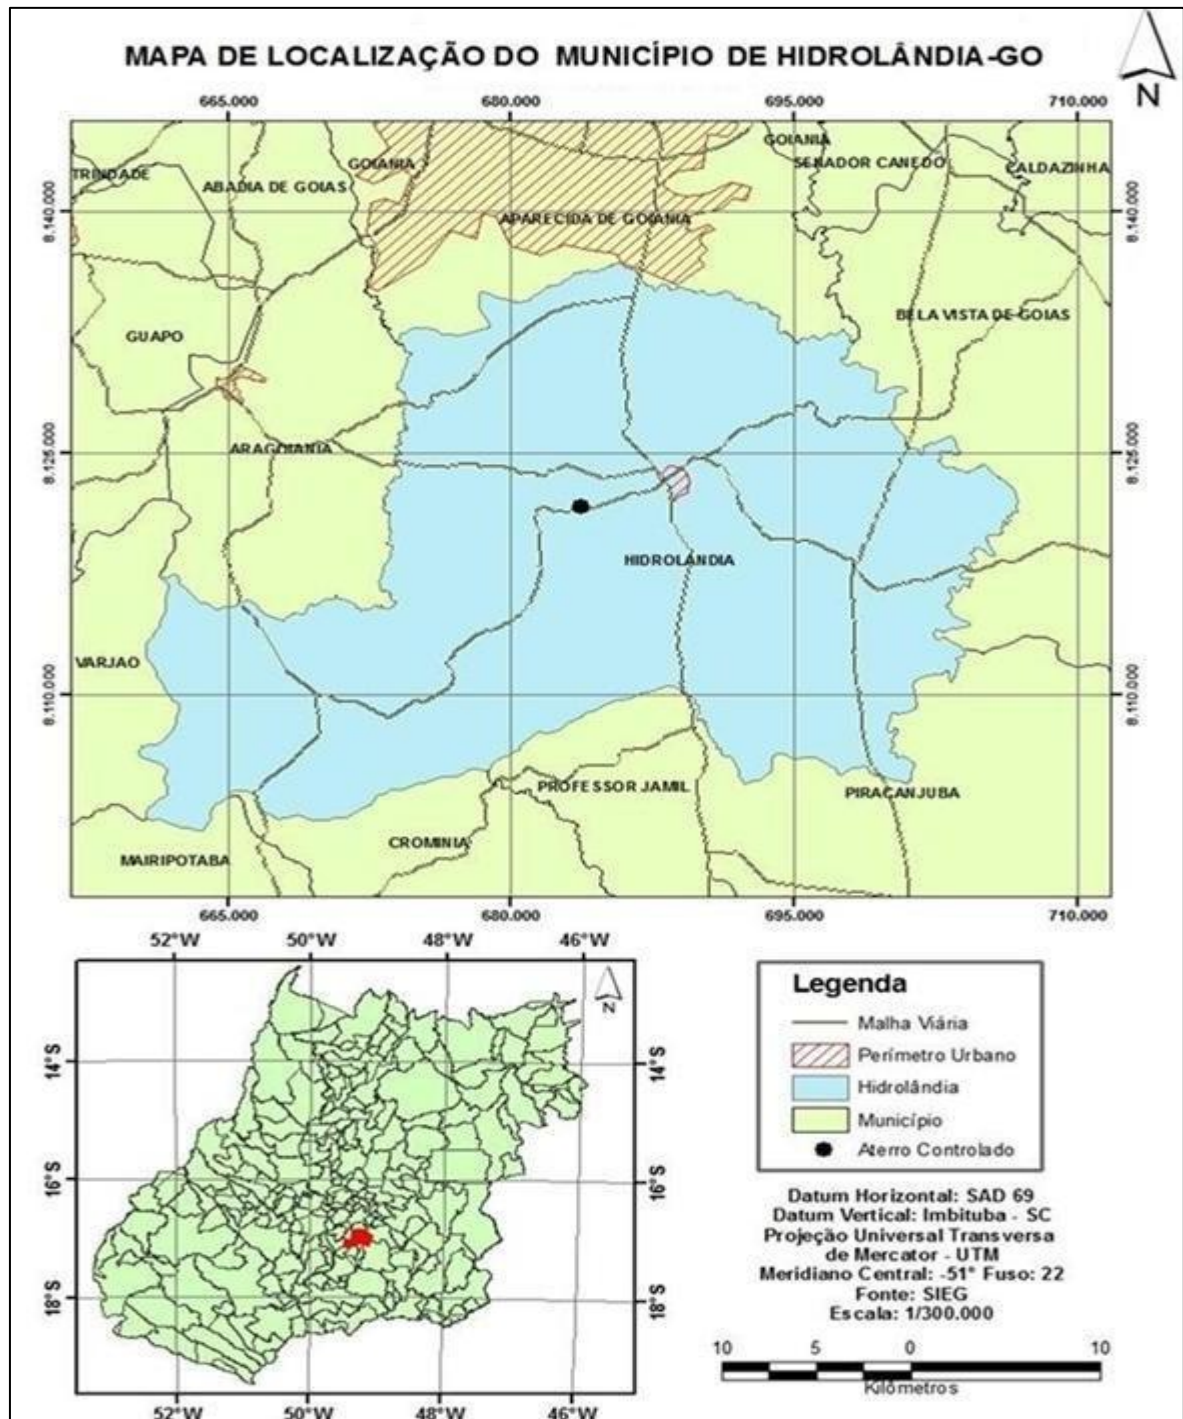 MAPA DE LOCALIZAÇÃO DO MUNICÍPIO DE HIDROLÂNDIA-GO
N
665.000 680.000 695.000 710.000
TRINDADE
ABADIA DE GOIAS
GOIANIA
GOIANIA
SENADOR CANEDO
CALDAZINHA
8.140.000
APARECIDA DE GOIANIA
8.140.000
GUAPO
BELA VISTA DE GOIAS
ARAGOIANIA
8.125.000
8.125.000
HIDROLANDIA
VARJAO
8.110.000
8.110.000
PROFESSOR JAMIL
PIRACANJUBA
CROMINIA
MAIRIPOTABA
665.000 680.000 695.000 710.000
52°W 50°W 48°W 46°W
N
14°S
14°S
16°S
16°S
18°S
18°S
52°W 50°W 48°W 46°W
Legenda
Malha Viária
Perímetro Urbano
Hidrolândia
Município
Aterro Controlado
Datum Horizontal: SAD 69
Datum Vertical: Imbituba - SC
Projeção Universal Transversa
de Mercator - UTM
Meridiano Central: -51° Fuso: 22
Fonte: SIEG
Escala: 1/300.000
10 5 0 10
Kilômetros